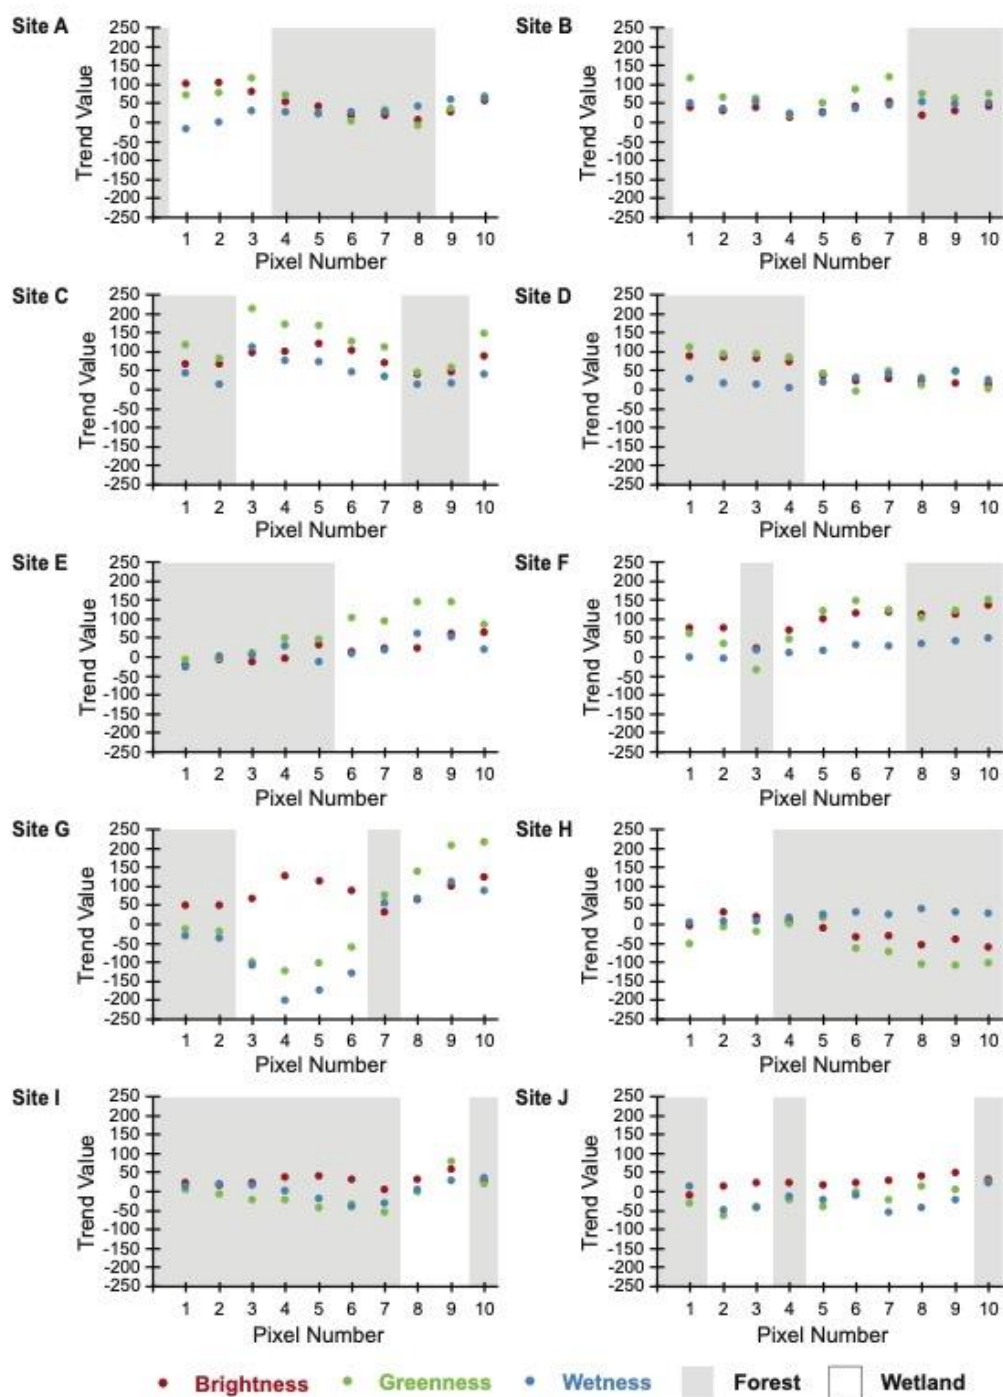 Site A
Trend Value
250
200
150
100
50
0
-50
-100
-150
-200
-250
1 2 3 4 5 6 7 8 9 10
Pixel Number
Site B
Trend Value
250
200
150
100
50
0
-50
-100
-150
-200
-250
1 2 3 4 5 6 7 8 9 10
Pixel Number
Site C
Trend Value
250
200
150
100
50
0
-50
-100
-150
-200
-250
1 2 3 4 5 6 7 8 9 10
Pixel Number
Site D
Trend Value
250
200
150
100
50
0
-50
-100
-150
-200
-250
1 2 3 4 5 6 7 8 9 10
Pixel Number
Site E
Trend Value
250
200
150
100
50
0
-50
-100
-150
-200
-250
1 2 3 4 5 6 7 8 9 10
Pixel Number
Site F
Trend Value
250
200
150
100
50
0
-50
-100
-150
-200
-250
1 2 3 4 5 6 7 8 9 10
Pixel Number
Site G
Trend Value
250
200
150
100
50
0
-50
-100
-150
-200
-250
1 2 3 4 5 6 7 8 9 10
Pixel Number
Site H
Trend Value
250
200
150
100
50
0
-50
-100
-150
-200
-250
1 2 3 4 5 6 7 8 9 10
Pixel Number
Site I
Trend Value
250
200
150
100
50
0
-50
-100
-150
-200
-250
1 2 3 4 5 6 7 8 9 10
Pixel Number
Site J
Trend Value
250
200
150
100
50
0
-50
-100
-150
-200
-250
1 2 3 4 5 6 7 8 9 10
Pixel Number
Brightness Greenness Wetness Forest Wetland